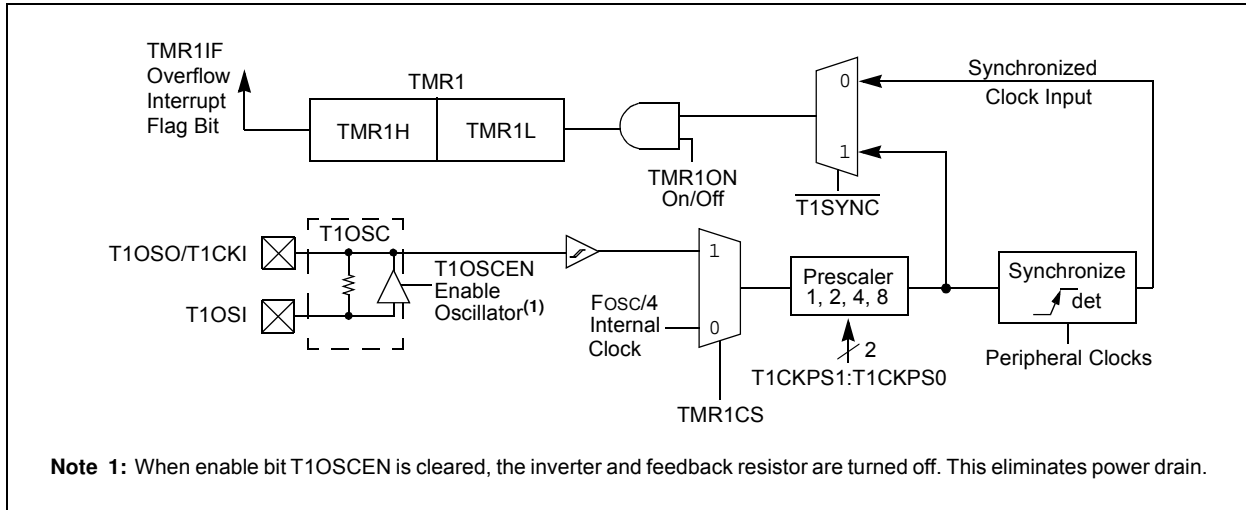 TMR1IF
Overflow
Interrupt
Flag Bit
TMR1
TMR1H
TMR1L
TMR1ON
On/Off
0
1
T1SYNC
Synchronized
Clock Input
T1OSC
T1OSO/T1CKI
T1OSI
T1OSCEN
Enable
Oscillator(1)
FOSC/4
Internal
Clock
1
0
TMR1CS
Prescaler
1, 2, 4, 8
2
T1CKPS1:T1CKPS0
Synchronize
det
Peripheral Clocks
Note 1: When enable bit T1OSCEN is cleared, the inverter and feedback resistor are turned off. This eliminates power drain.